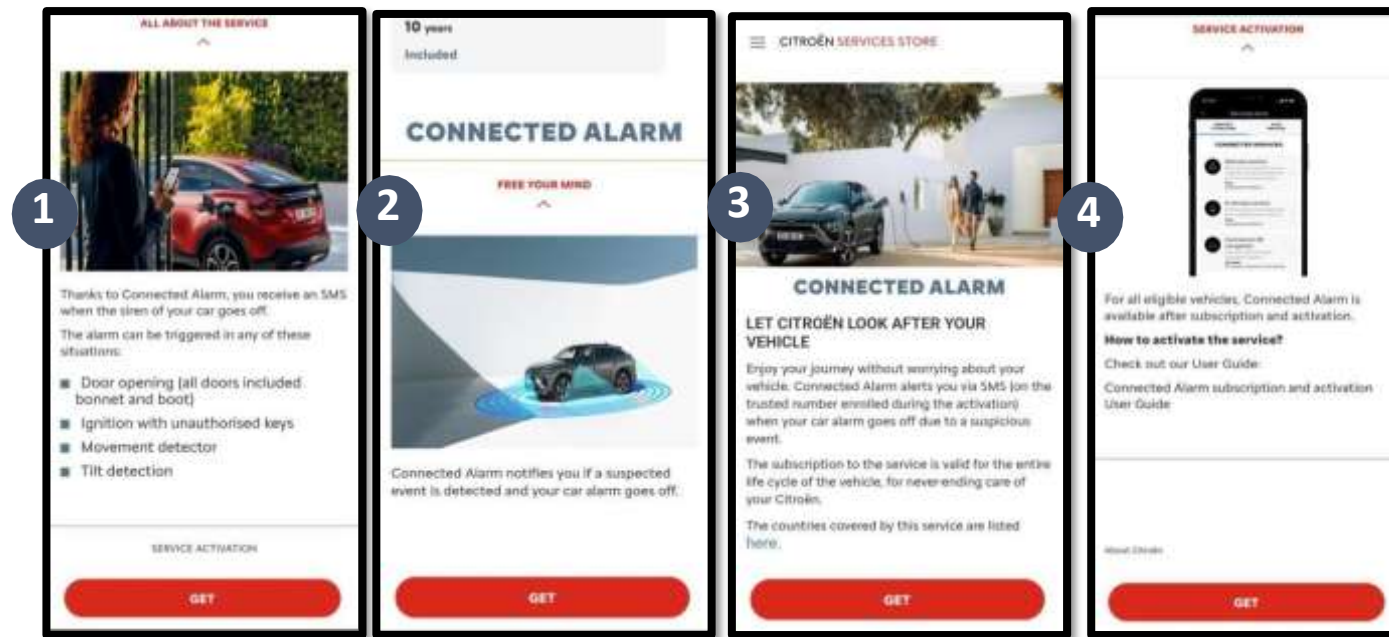 1
ALL ABOUT THE SERVICE
Thanks to Connected Alarm, you receive an SMS
when the siren of your car goes off.
The alarm can be triggered in any of these
situations:
Door opening (all doors included
bonnet and boot)
Ignition with unauthorised keys
Movement detector
Tilt detection
SERVICE ACTIVATION
GET
2
10 years
Included
CONNECTED ALARM
FREE YOUR MIND
Connected Alarm notifies you if a suspected
event is detected and your car alarm goes off.
GET
3
CITROËN SERVICES STORE
CONNECTED ALARM
LET CITROËN LOOK AFTER YOUR
VEHICLE
Enjoy your journey without worrying about your
vehicle. Connected Alarm alerts you via SMS (on the
trusted number enrolled during the activation)
when your car alarm goes off due to a suspicious
event.
The subscription to the service is valid for the entire
life cycle of the vehicle, for never-ending care of
your Citroën.
The countries covered by this service are listed
here.
GET
4
SERVICE ACTIVATION
CONNECTED SERVICES
For all eligible vehicles, Connected Alarm is
available after subscription and activation.
How to activate the service?
Check out our User Guide:
Connected Alarm subscription and activation
User Guide
About Citroën
GET